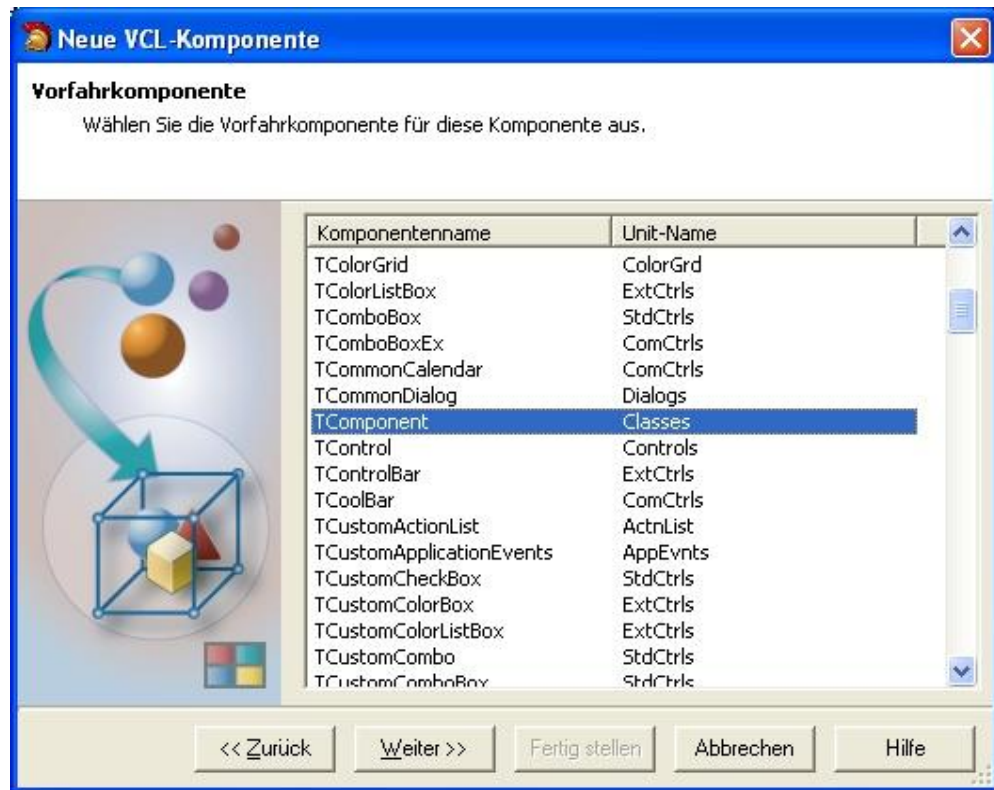 Neue VCL-Komponente
Vorfahrkomponente
Wählen Sie die Vorfahrkomponente für diese Komponente aus.
Komponentenname Unit-Name
TColorGrid ColorGrd
TColorListBox ExtCtrls
TComboBox StdCtrls
TComboBoxEx ComCtrls
TCommonCalendar ComCtrls
TCommonDialog Dialogs
TComponent Classes
TControl Controls
TControlBar ExtCtrls
TCoolBar ComCtrls
TCustomActionList ActnList
TCustomApplicationEvents AppEvnts
TCustomCheckBox StdCtrls
TCustomColorBox ExtCtrls
TCustomColorListBox ExtCtrls
TCustomCombo StdCtrls
TCustomComboBox StdCtrls
<< Zurück Weiter >> Fertig stellen Abbrechen Hilfe